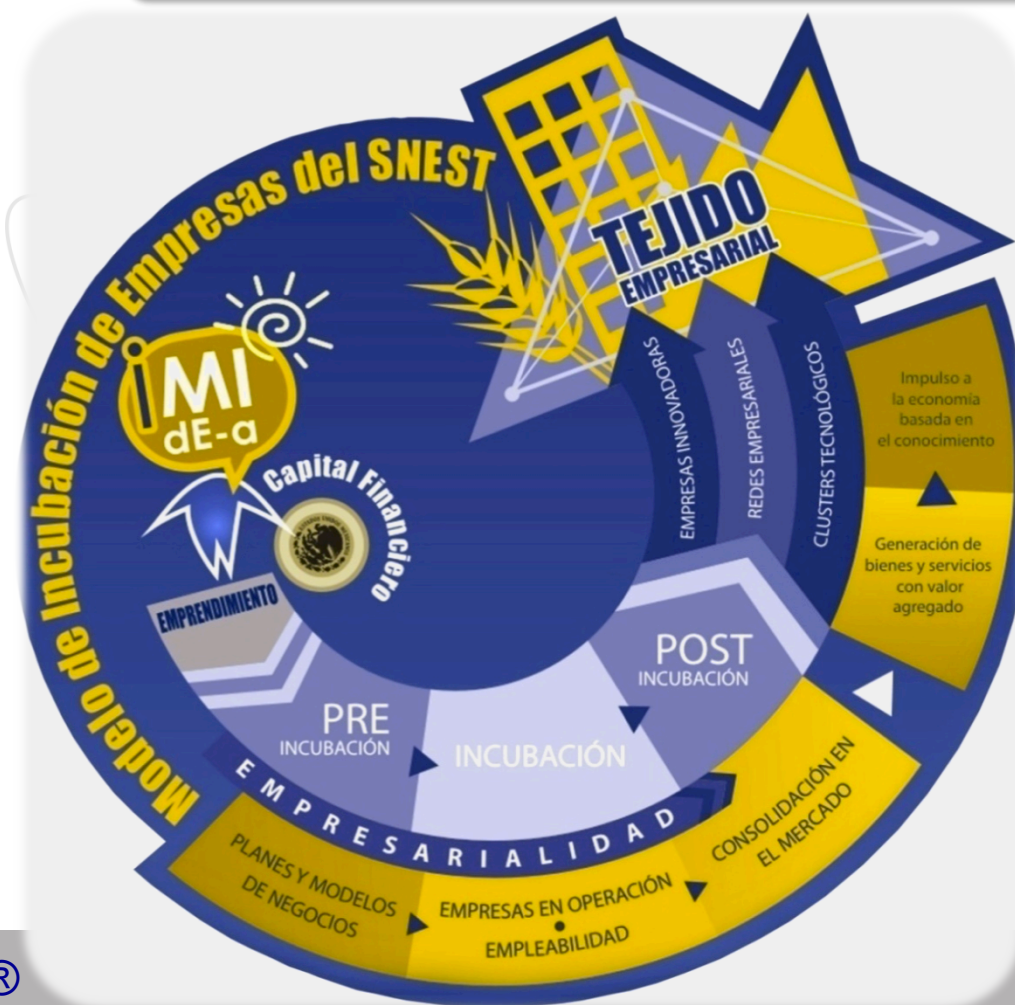 Modelo de Incubación de Empresas del SNEST
iMI
dE-a
Capital Financiero
EMPRENDIMIENTO
PRE
INCUBACIÓN
INCUBACIÓN
POST
INCUBACIÓN
EMPRESARIALIDAD
PLANES Y MODELOS
DE NEGOCIOS
EMPRESAS EN OPERACIÓN
•
EMPLEABILIDAD
CONSOLIDACIÓN EN
EL MERCADO
Generación de
bienes y servicios
con valor
agregado
Impulso a
la economía
basada en
el conocimiento
EMPRESAS INNOVADORAS
REDES EMPRESARIALES
CLUSTERS TECNOLÓGICOS
TEJIDO
EMPRESARIAL
®